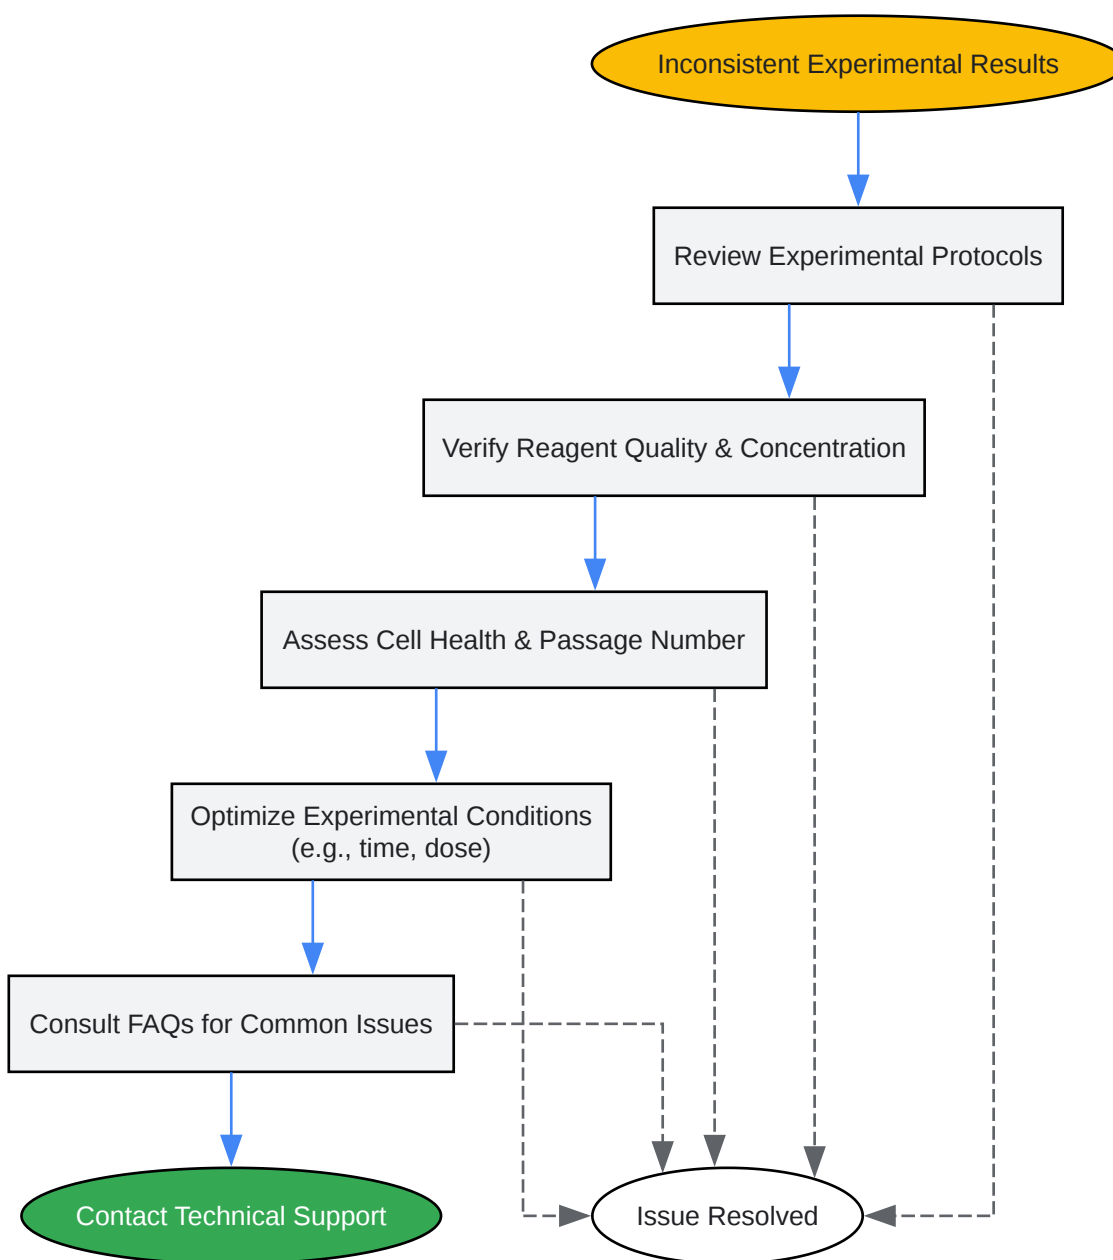 Inconsistent Experimental Results
Review Experimental Protocols
Verify Reagent Quality & Concentration
Assess Cell Health & Passage Number
Optimize Experimental Conditions
(e.g., time, dose)
Consult FAQs for Common Issues
Contact Technical Support
Issue Resolved